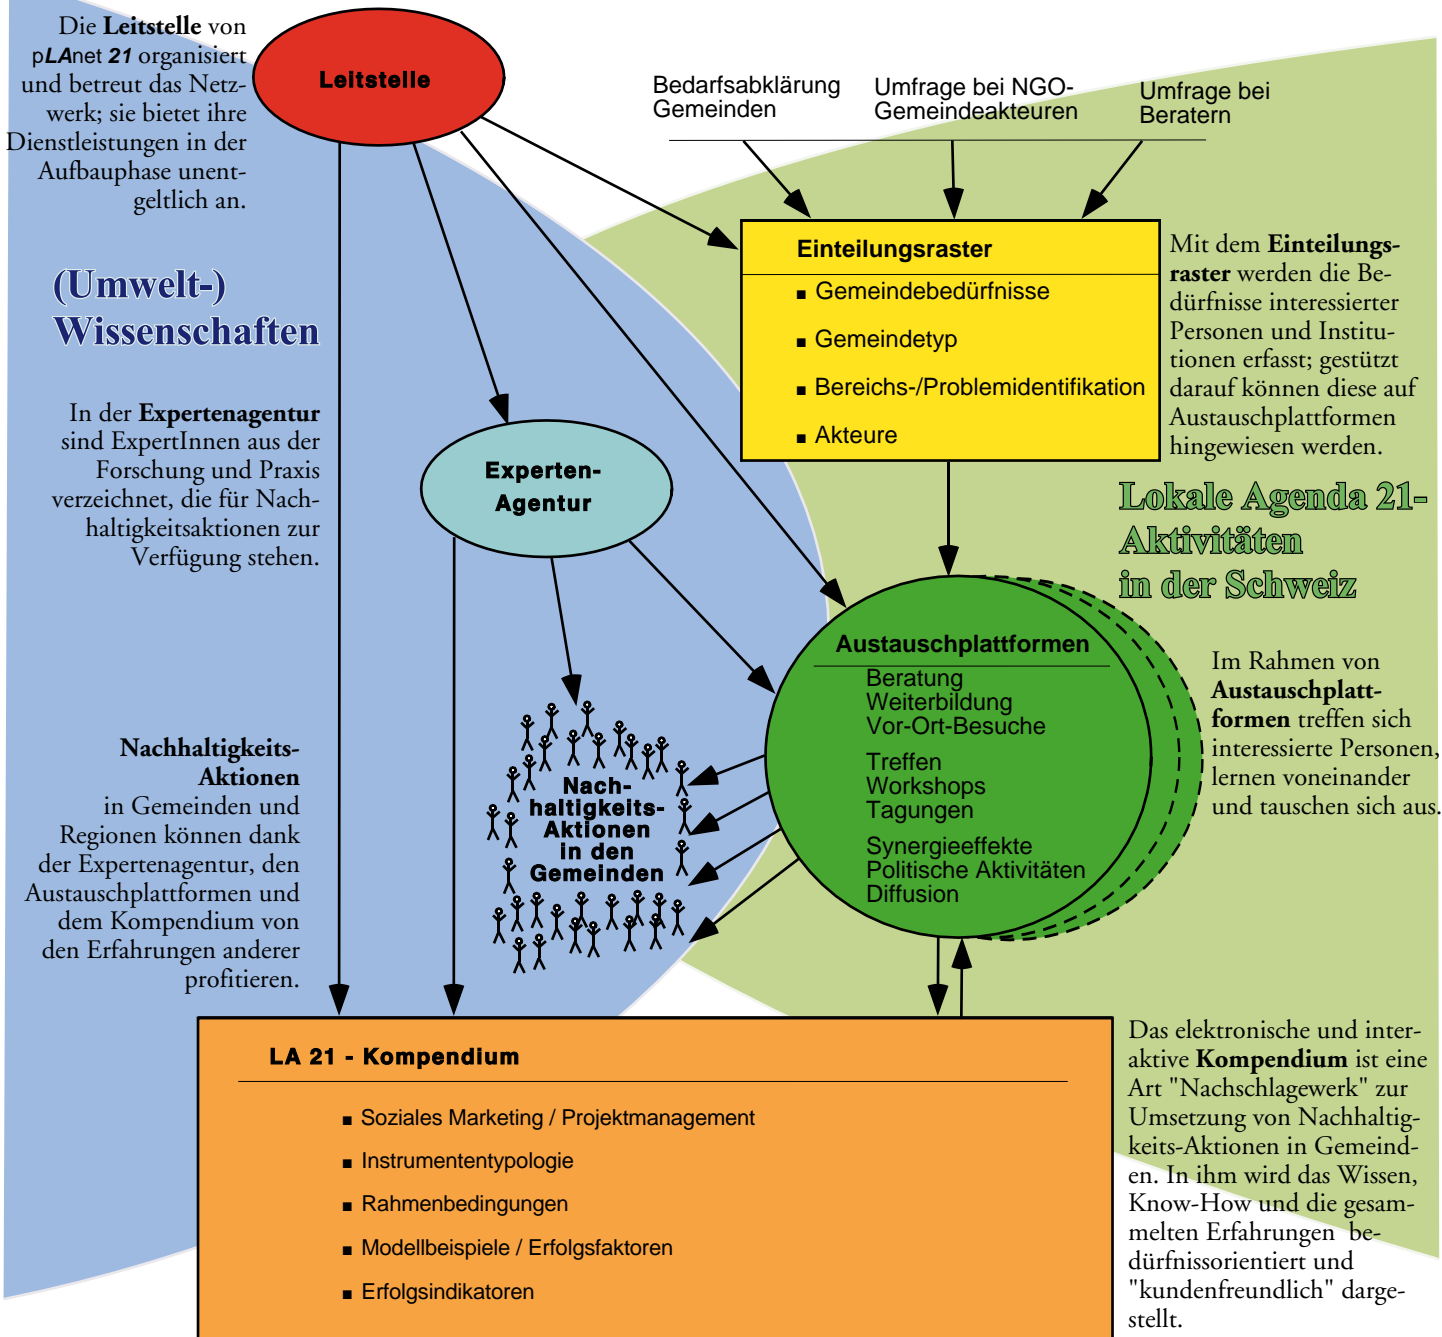 Die Leitstelle von
pLAnet 21 organisiert
und betreut das Netz-
werk; sie bietet ihre
Dienstleistungen in der
Aufbauphase unent-
geltlich an.
Leitstelle
Bedarfsabklärung
Gemeinden
Umfrage bei NGO-
Gemeindeakteuren
Umfrage bei
Beratern
Einteilungsraster
■ Gemeindebedürfnisse
■ Gemeindetyp
■ Bereichs-/Problemidentifikation
■ Akteure
Mit dem Einteilungs-
raster werden die Be-
dürfnisse interessierter
Personen und Institu-
tionen erfasst; gestützt
darauf können diese auf
Austauschplattformen
hingewiesen werden.
(Umwelt-)
Wissenschaften
In der Expertenagentur
sind ExpertInnen aus der
Forschung und Praxis
verzeichnet, die für Nach-
haltigkeitsaktionen zur
Verfügung stehen.
Experten-
Agentur
Lokale Agenda 21-
Aktivitäten
in der Schweiz
Austauschplattformen
Beratung
Weiterbildung
Vor-Ort-Besuche
Treffen
Workshops
Tagungen
Synergieeffekte
Politische Aktivitäten
Diffusion
Im Rahmen von
Austauschplatt-
formen treffen sich
interessierte Personen,
lernen voneinander
und tauschen sich aus.
Nachhaltigkeits-
Aktionen
in Gemeinden und
Regionen können dank
der Expertenagentur, den
Austauschplattformen und
dem Kompendium von
den Erfahrungen anderer
profitieren.
Nach-
haltigkeits-
Aktionen
in den
Gemeinden
LA 21 - Kompendium
■ Soziales Marketing / Projektmanagement
■ Instrumententypologie
■ Rahmenbedingungen
■ Modellbeispiele / Erfolgsfaktoren
■ Erfolgsindikatoren
Das elektronische und inter-
aktive Kompendium ist eine
Art "Nachschlagewerk" zur
Umsetzung von Nachhaltig-
keits-Aktionen in Gemeind-
en. In ihm wird das Wissen,
Know-How und die gesam-
melten Erfahrungen be-
dürfnissorientiert und
"kundenfreundlich" darge-
stellt.